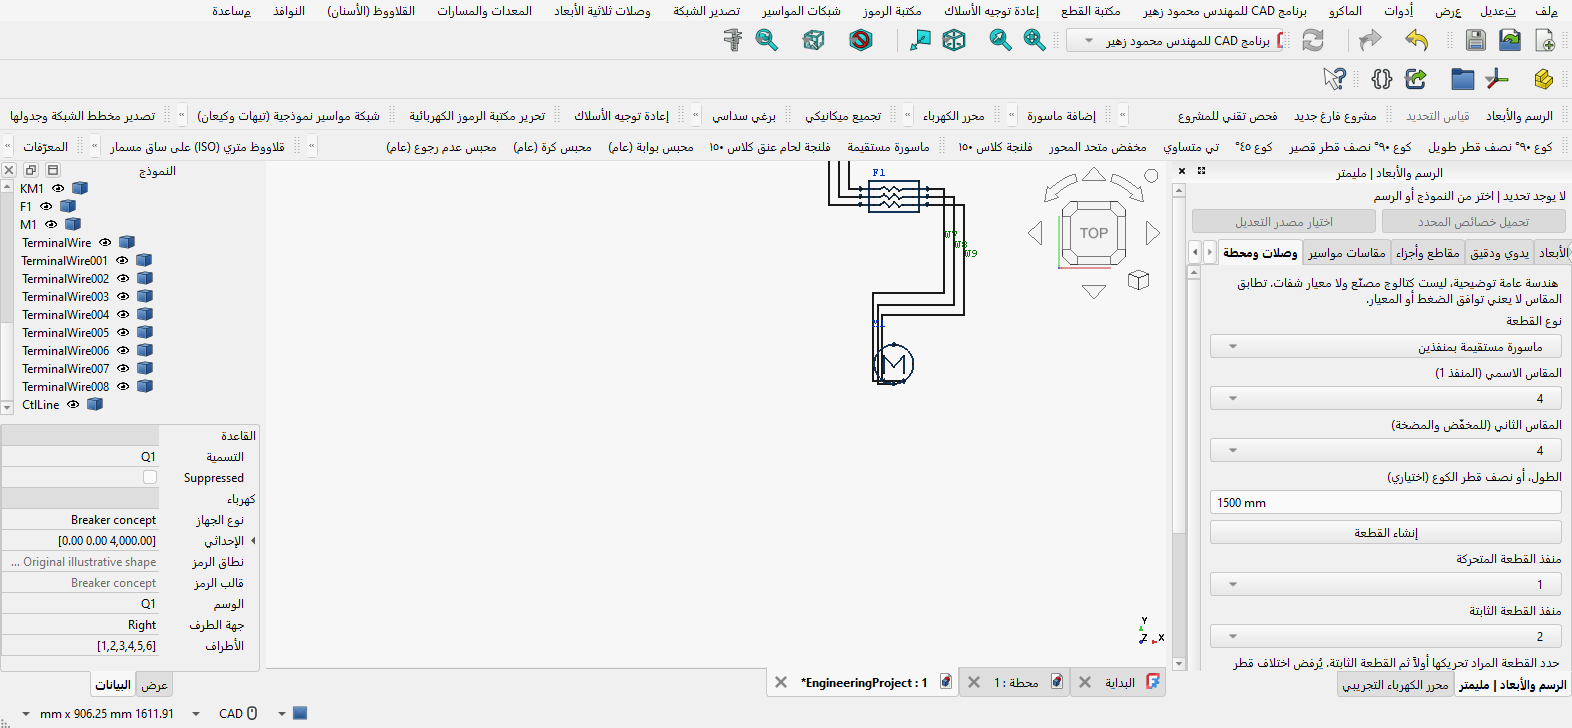 ملف تعديل عرض أدوات الماكرو برنامج CAD للمهندس محمود زهير مكتبة القطع إعادة توجيه الأسلاك مكتبة الرموز شبكات المواسير تصدير الشبكة وصلات ثلاثية الأبعاد المعدات والمسارات القلاووظ (الأسنان) النوافذ مساعدة
برنامج CAD للمهندس محمود زهير
الرسم والأبعاد قياس التحديد مشروع فارغ جديد فحص تقني للمشروع » إضافة ماسورة » محرر الكهرباء » تجميع ميكانيكي برغي سداسي » إعادة توجيه الأسلاك تحرير مكتبة الرموز الكهربائية شبكة مواسير نموذجية (تيهات وكيعان) » تصدير مخطط الشبكة وجدولها
كوع ٩٠° نصف قطر طويل كوع ٩٠° نصف قطر قصير كوع ٤٥° تي متساوي مخفض متحد المحور فلنجة كلاس ١٥٠ ماسورة مستقيمة فلنجة لحام عنق كلاس ١٥٠ محبس بوابة (عام) محبس كرة (عام) محبس عدم رجوع (عام) » قلاووظ متري (ISO) على ساق مسمار » المعرّفات »
النموذج
KM1
F1
M1
TerminalWire
TerminalWire001
TerminalWire002
TerminalWire003
TerminalWire004
TerminalWire005
TerminalWire006
TerminalWire007
TerminalWire008
CtlLine
القاعدة
التسمية Q1
Suppressed
كهرباء
نوع الجهاز Breaker concept
الإحداثي [0.00 0.00 4,000.00]
نطاق الرمز Original illustrative shape ...
قالب الرمز Breaker concept
الوسم Q1
جهة الطرف Right
الأطراف [1,2,3,4,5,6]
عرض البيانات
F1
W7
W8
W9
M1
M
TOP
Y
Z X
البداية محطة : 1 EngineeringProject : 1*
الرسم والأبعاد | مليمتر
لا يوجد تحديد | اختر من النموذج أو الرسم
تحميل خصائص المحدد اختيار مصدر التعديل
الأبعاد يدوي ودقيق مقاطع وأجزاء مقاسات مواسير وصلات ومحطة
هندسة عامة توضيحية، ليست كتالوج مصنّع ولا معيار شفات. تطابق
المقاس لا يعني توافق الضغط أو المعيار.
نوع القطعة
ماسورة مستقيمة بمنفذين
المقاس الاسمي (المنفذ 1)
4
المقاس الثاني (للمخفّض والمضخة)
4
الطول، أو نصف قطر الكوع (اختياري)
1500 mm
إنشاء القطعة
منفذ القطعة المتحركة
1
منفذ القطعة الثابتة
2
حدد القطعة المراد تحريكها أولاً ثم القطعة الثابتة. يُرفض اختلاف قطر
الرسم والأبعاد | مليمتر محرر الكهرباء التجريبي
mm x 906.25 mm 1611.91 CAD